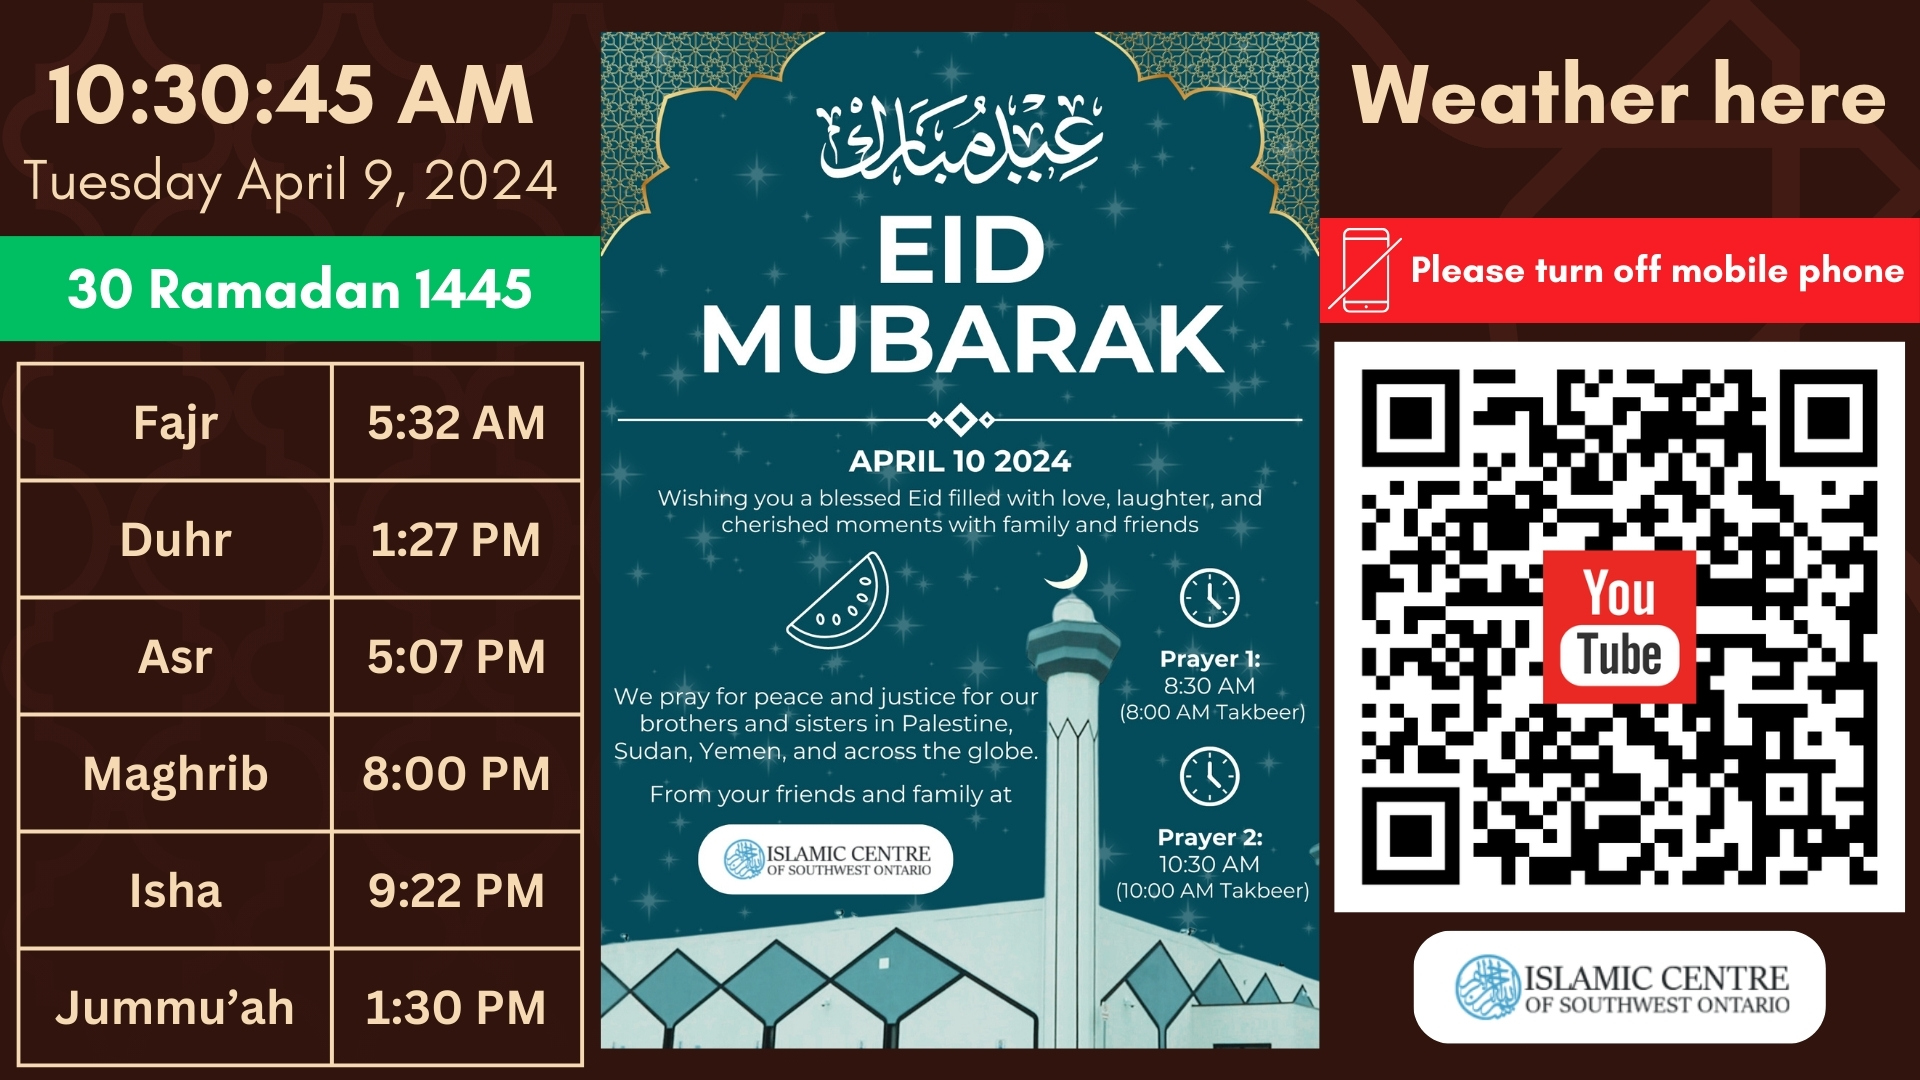 10:30:45 AM
Tuesday April 9, 2024
30 Ramadan 1445
Fajr 5:32 AM
Duhr 1:27 PM
Asr 5:07 PM
Maghrib 8:00 PM
Isha 9:22 PM
Jummu’ah 1:30 PM
عيد مبارك
EID
MUBARAK
APRIL 10 2024
Wishing you a blessed Eid filled with love, laughter, and
cherished moments with family and friends
We pray for peace and justice for our
brothers and sisters in Palestine,
Sudan, Yemen, and across the globe.
From your friends and family at
ISLAMIC CENTRE
OF SOUTHWEST ONTARIO
Prayer 1:
8:30 AM
(8:00 AM Takbeer)
Prayer 2:
10:30 AM
(10:00 AM Takbeer)
Weather here
Please turn off mobile phone
You
Tube
ISLAMIC CENTRE
OF SOUTHWEST ONTARIO